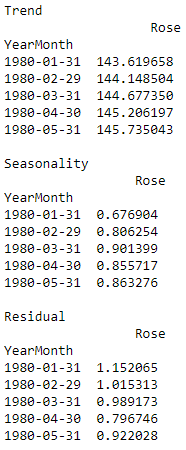 Trend
Rose
YearMonth
1980-01-31 143.619658
1980-02-29 144.148504
1980-03-31 144.677350
1980-04-30 145.206197
1980-05-31 145.735043
Seasonality
Rose
YearMonth
1980-01-31 0.676904
1980-02-29 0.806254
1980-03-31 0.901399
1980-04-30 0.855717
1980-05-31 0.863276
Residual
Rose
YearMonth
1980-01-31 1.152065
1980-02-29 1.015313
1980-03-31 0.989173
1980-04-30 0.796746
1980-05-31 0.922028